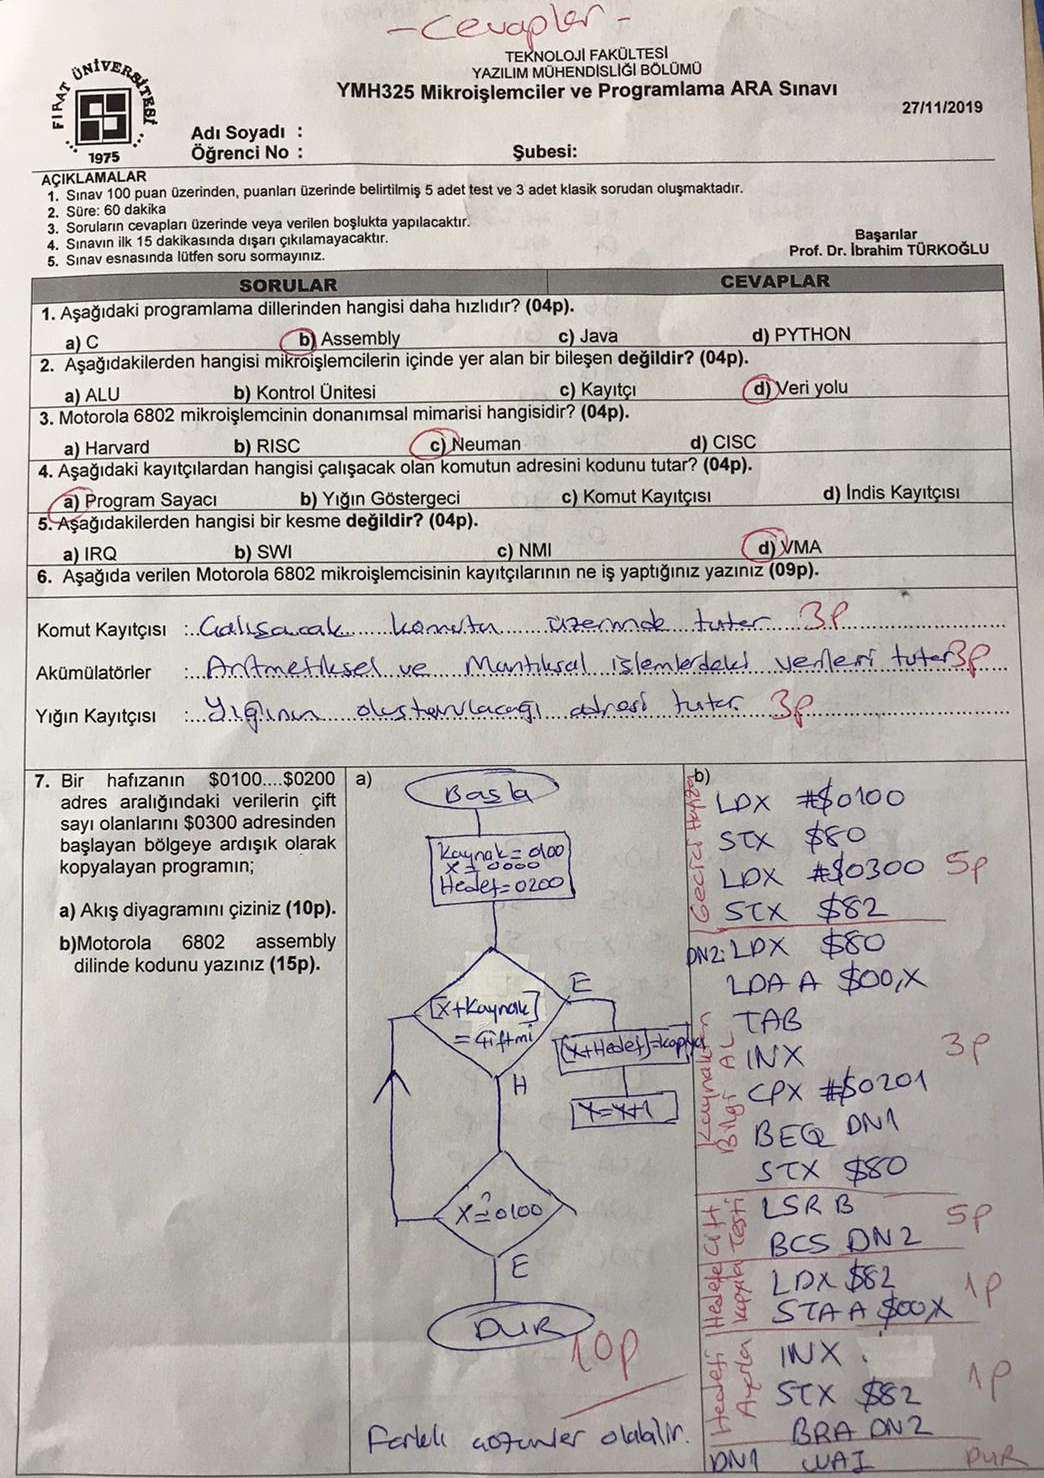 -Cevaplar-
TEKNOLOJİ FAKÜLTESİ
YAZILIM MÜHENDİSLİĞİ BÖLÜMÜ
YMH325 Mikroişlemciler ve Programlama ARA Sınavı
27/11/2019
FIRAT ÜNİVERSİTESİ
1975
Adı Soyadı :
Öğrenci No :
Şubesi:
AÇIKLAMALAR
1. Sınav 100 puan üzerinden, puanları üzerinde belirtilmiş 5 adet test ve 3 adet klasik sorudan oluşmaktadır.
2. Süre: 60 dakika
3. Soruların cevapları üzerinde veya verilen boşlukta yapılacaktır.
4. Sınavın ilk 15 dakikasında dışarı çıkılamayacaktır.
5. Sınav esnasında lütfen soru sormayınız.
Başarılar
Prof. Dr. İbrahim TÜRKOĞLU
SORULAR CEVAPLAR
1. Aşağıdaki programlama dillerinden hangisi daha hızlıdır? (04p).
a) C b) Assembly c) Java d) PYTHON
2. Aşağıdakilerden hangisi mikroişlemcilerin içinde yer alan bir bileşen değildir? (04p).
a) ALU b) Kontrol Ünitesi c) Kayıtçı d) Veri yolu
3. Motorola 6802 mikroişlemcinin donanımsal mimarisi hangisidir? (04p).
a) Harvard b) RISC c) Neuman d) CISC
4. Aşağıdaki kayıtçılardan hangisi çalışacak olan komutun adresini kodunu tutar? (04p).
a) Program Sayacı b) Yığın Göstergeci c) Komut Kayıtçısı d) İndis Kayıtçısı
5. Aşağıdakilerden hangisi bir kesme değildir? (04p).
a) IRQ b) SWI c) NMI d) VMA
6. Aşağıda verilen Motorola 6802 mikroişlemcisinin kayıtçılarının ne iş yaptığınız yazınız (09p).
Komut Kayıtçısı : Çalışacak komutu üzerinde tutar 3p
Akümülatörler : Aritmetiksel ve Mantıksal işlemlerdeki verileri tutar 3p
Yığın Kayıtçısı : Yığının oluşturulacağı adresi tutar 3p
7. Bir hafızanın $0100....$0200
adres aralığındaki verilerin çift
sayı olanlarını $0300 adresinden
başlayan bölgeye ardışık olarak
kopyalayan programın;
a) Akış diyagramını çiziniz (10p).
b)Motorola 6802 assembly
dilinde kodunu yazınız (15p).
a)
Başla
Kaynak=0100
X=0000
Hedef=0200
[X+Kaynak]
=Çift mi
E
[X+Hedef]=kopyala
X=X+1
H
X=0100
?
E
DUR
10p
Farklı çözümler olabilir.
b)
Geçici Hafıza
LDX #$0100
STX $80
LDX #$0300 5p
STX $82
Kaynaktan
Bilgi AL
DN2: LDX $80
LDA A $00,X
TAB
INX 3p
CPX #$0201
BEQ DN1
STX $80
Çift
Testi
LSR B 5p
BCS DN2
Hedefe
kopyala
LDX $82 1p
STA A $00X
Hedefi
Ayarla
INX
STX $82 1p
BRA DN2
DN1 WAI DUR